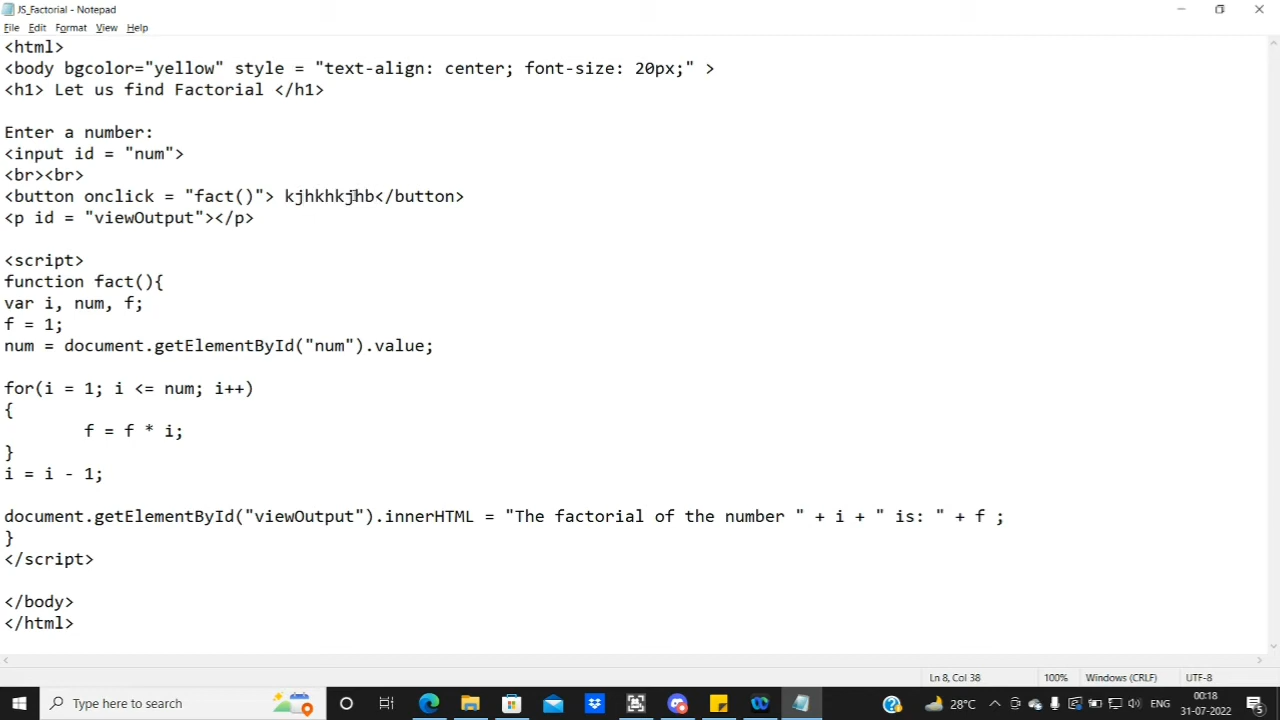 JS_Factorial - Notepad
File Edit Format View Help
<html>
<body bgcolor="yellow" style = "text-align: center; font-size: 20px;" >
<h1> Let us find Factorial </h1>
Enter a number:
<input id = "num">
<br><br>
<button onclick = "fact()"> kjhkhkjhb</button>
<p id = "viewOutput"></p>
<script>
function fact(){
var i, num, f;
f = 1;
num = document.getElementById("num").value;
for(i = 1; i <= num; i++)
{
f = f * i;
}
i = i - 1;
document.getElementById("viewOutput").innerHTML = "The factorial of the number " + i + " is: " + f ;
}
</script>
</body>
</html>
Ln 8, Col 38 100% Windows (CRLF) UTF-8
Type here to search 28°C ENG 00:18 31-07-2022 5